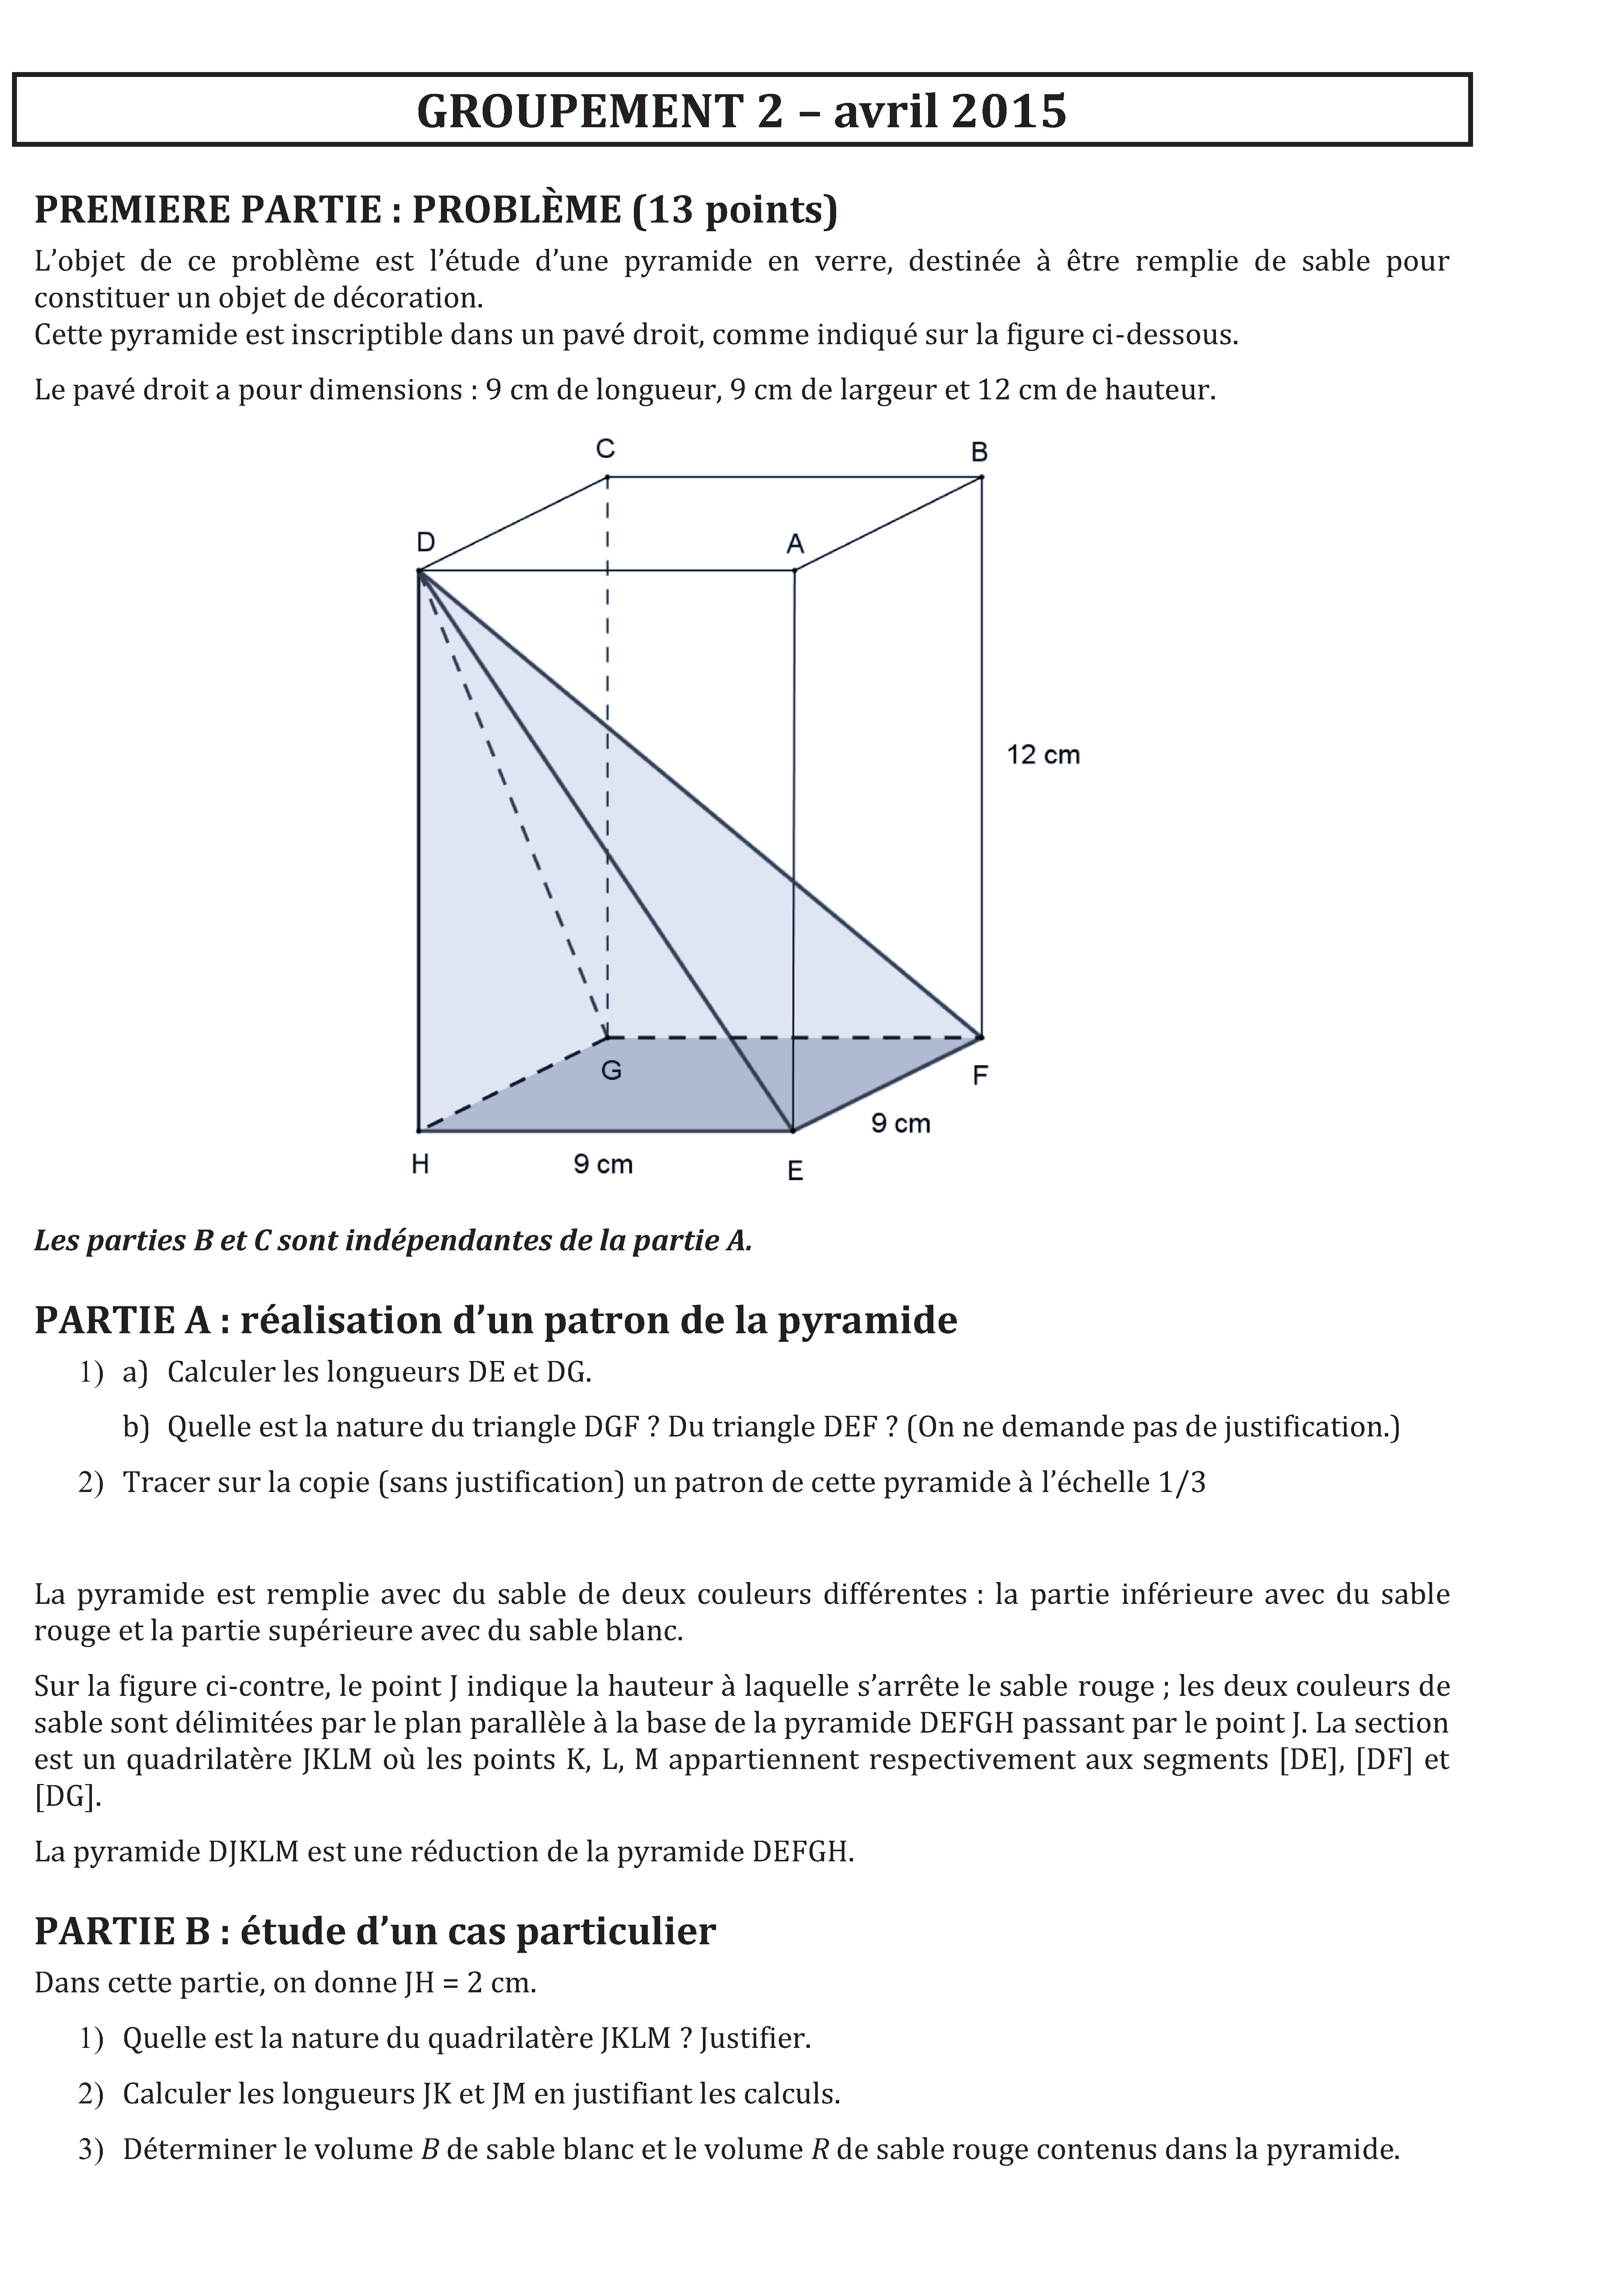 GROUPEMENT 2 – avril 2015
PREMIERE PARTIE : PROBLÈME (13 points)
L’objet de ce problème est l’étude d’une pyramide en verre, destinée à être remplie de sable pour
constituer un objet de décoration.
Cette pyramide est inscriptible dans un pavé droit, comme indiqué sur la figure ci-dessous.
Le pavé droit a pour dimensions : 9 cm de longueur, 9 cm de largeur et 12 cm de hauteur.
C
B
D
A
12 cm
G
F
9 cm
H
9 cm
E
Les parties B et C sont indépendantes de la partie A.
PARTIE A : réalisation d’un patron de la pyramide
1) a) Calculer les longueurs DE et DG.
b) Quelle est la nature du triangle DGF ? Du triangle DEF ? (On ne demande pas de justification.)
2) Tracer sur la copie (sans justification) un patron de cette pyramide à l’échelle 1/3
La pyramide est remplie avec du sable de deux couleurs différentes : la partie inférieure avec du sable
rouge et la partie supérieure avec du sable blanc.
Sur la figure ci-contre, le point J indique la hauteur à laquelle s’arrête le sable rouge ; les deux couleurs de
sable sont délimitées par le plan parallèle à la base de la pyramide DEFGH passant par le point J. La section
est un quadrilatère JKLM où les points K, L, M appartiennent respectivement aux segments [DE], [DF] et
[DG].
La pyramide DJKLM est une réduction de la pyramide DEFGH.
PARTIE B : étude d’un cas particulier
Dans cette partie, on donne JH = 2 cm.
1) Quelle est la nature du quadrilatère JKLM ? Justifier.
2) Calculer les longueurs JK et JM en justifiant les calculs.
3) Déterminer le volume B de sable blanc et le volume R de sable rouge contenus dans la pyramide.